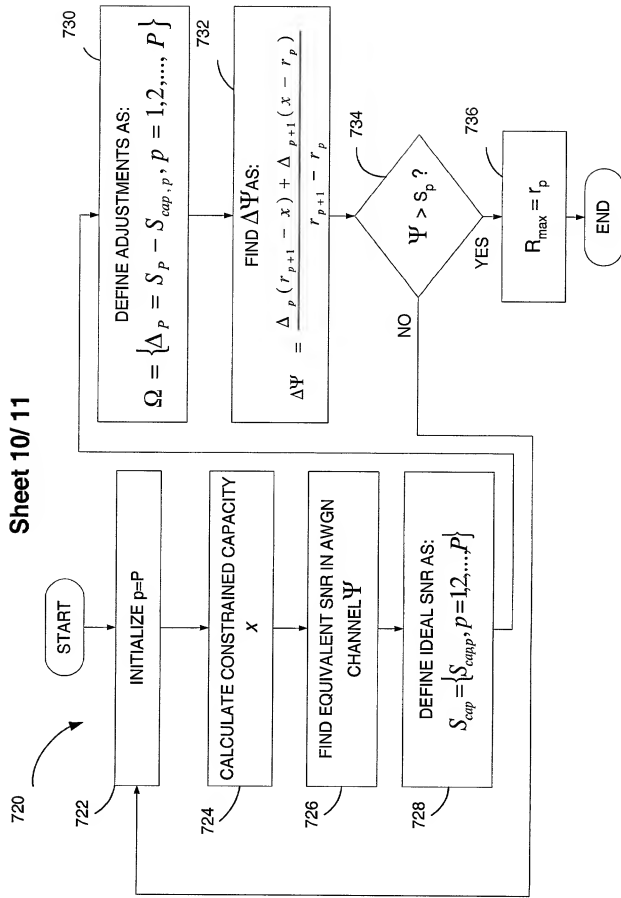 Sheet 10/ 11
720
START
722
INITIALIZE p=P
724
CALCULATE CONSTRAINED CAPACITY
x
726
FIND EQUIVALENT SNR IN AWGN
CHANNEL Ψ
728
DEFINE IDEAL SNR AS:
S_cap = {S_cap,p, p = 1,2,...,P}
730
DEFINE ADJUSTMENTS AS:
Ω = {Δ_P = S_P − S_cap,p, p = 1,2,..., P}
732
FIND ΔΨ AS:
ΔΨ = (Δ_p (r_p+1 − x) + Δ_p+1 (x − r_p)) / (r_p+1 − r_p)
734
Ψ > S_p ?
NO
YES
736
R_max = r_p
END